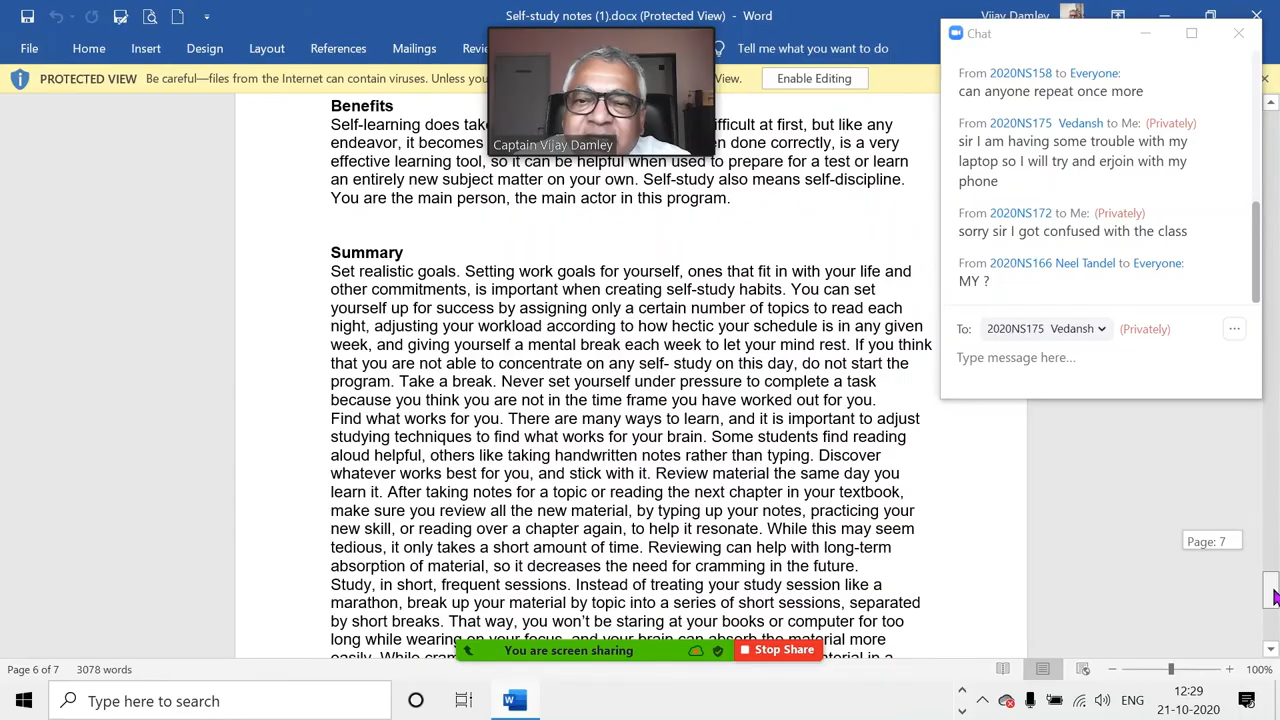 Self-study notes (1).docx (Protected View) - Word
File Home Insert Design Layout References Mailings Tell me what you want to do
PROTECTED VIEW Be careful—files from the Internet can contain viruses. Unless you View. Enable Editing
Benefits
Self-learning does take difficult at first, but like any
endeavor, it becomes when done correctly, is a very
effective learning tool, so it can be helpful when used to prepare for a test or learn
an entirely new subject matter on your own. Self-study also means self-discipline.
You are the main person, the main actor in this program.
Captain Vijay Damley
Summary
Set realistic goals. Setting work goals for yourself, ones that fit in with your life and
other commitments, is important when creating self-study habits. You can set
yourself up for success by assigning only a certain number of topics to read each
night, adjusting your workload according to how hectic your schedule is in any given
week, and giving yourself a mental break each week to let your mind rest. If you think
that you are not able to concentrate on any self- study on this day, do not start the
program. Take a break. Never set yourself under pressure to complete a task
because you think you are not in the time frame you have worked out for you.
Find what works for you. There are many ways to learn, and it is important to adjust
studying techniques to find what works for your brain. Some students find reading
aloud helpful, others like taking handwritten notes rather than typing. Discover
whatever works best for you, and stick with it. Review material the same day you
learn it. After taking notes for a topic or reading the next chapter in your textbook,
make sure you review all the new material, by typing up your notes, practicing your
new skill, or reading over a chapter again, to help it resonate. While this may seem
tedious, it only takes a short amount of time. Reviewing can help with long-term
absorption of material, so it decreases the need for cramming in the future.
Study, in short, frequent sessions. Instead of treating your study session like a
marathon, break up your material by topic into a series of short sessions, separated
by short breaks. That way, you won't be staring at your books or computer for too
long while wearing on your focus, and your brain can absorb the material more
easily. While
Chat
From 2020NS158 to Everyone:
can anyone repeat once more
From 2020NS175 Vedansh to Me: (Privately)
sir I am having some trouble with my
laptop so I will try and erjoin with my
phone
From 2020NS172 to Me: (Privately)
sorry sir I got confused with the class
From 2020NS166 Neel Tandel to Everyone:
MY ?
To: 2020NS175 Vedansh (Privately)
Type message here...
Page: 7
You are screen sharing Stop Share
Page 6 of 7 3078 words 100%
Type here to search
ENG
12:29
21-10-2020